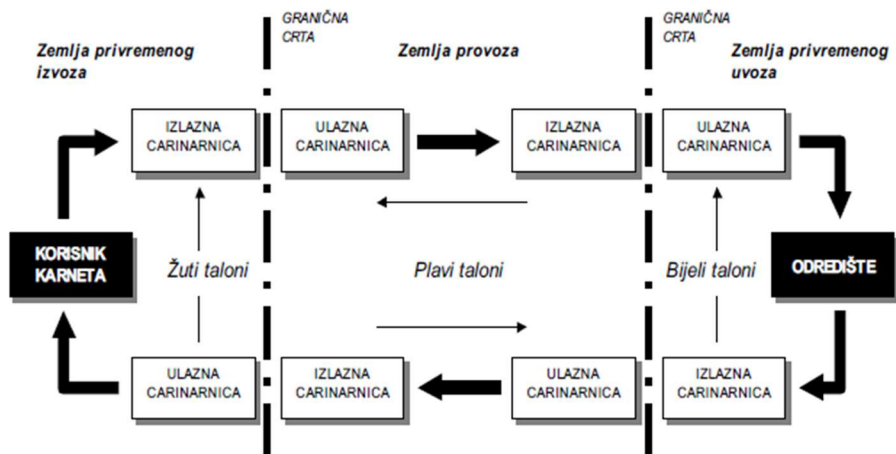 GRANIČNA
CRTA
GRANIČNA
CRTA
Zemlja privremenog
izvoza
Zemlja provoza
Zemlja privremenog
uvoza
IZLAZNA
CARINARNICA
ULAZNA
CARINARNICA
IZLAZNA
CARINARNICA
ULAZNA
CARINARNICA
KORISNIK
KARNETA
Žuti taloni
Plavi taloni
Bijeli taloni
ODREDIŠTE
ULAZNA
CARINARNICA
IZLAZNA
CARINARNICA
ULAZNA
CARINARNICA
IZLAZNA
CARINARNICA